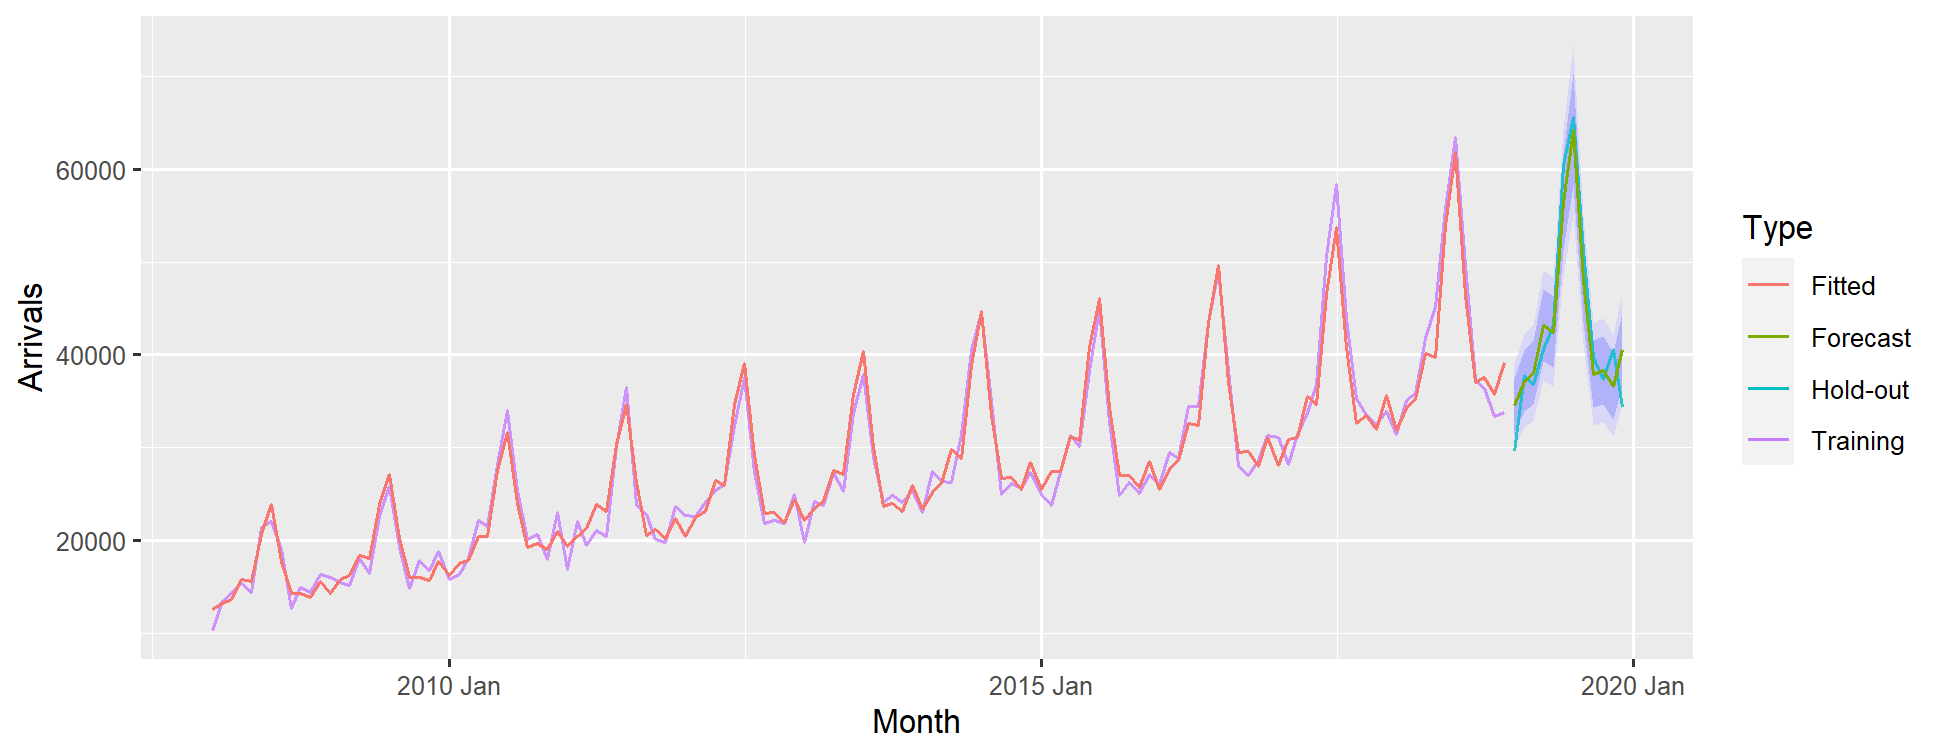 60000
40000
20000
Arrivals
2010 Jan
2015 Jan
2020 Jan
Month
Type
Fitted
Forecast
Hold-out
Training